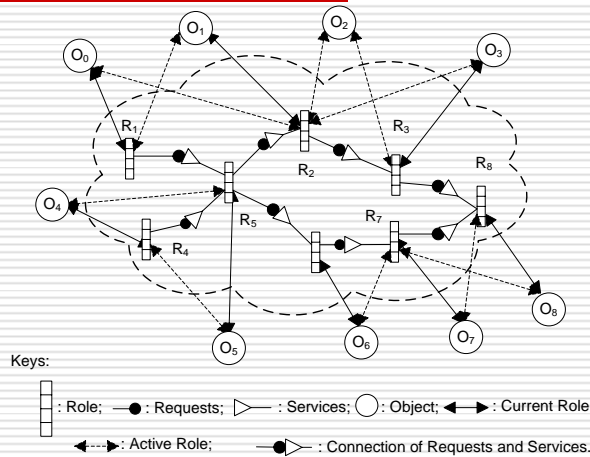 O₀
O₁
O₂
O₃
R₁
R₂
R₃
R₈
O₄
R₄
R₅
R₇
O₅
O₆
O₇
O₈
Keys:
: Role; : Requests; : Services; : Object; : Current Role
: Active Role; : Connection of Requests and Services.